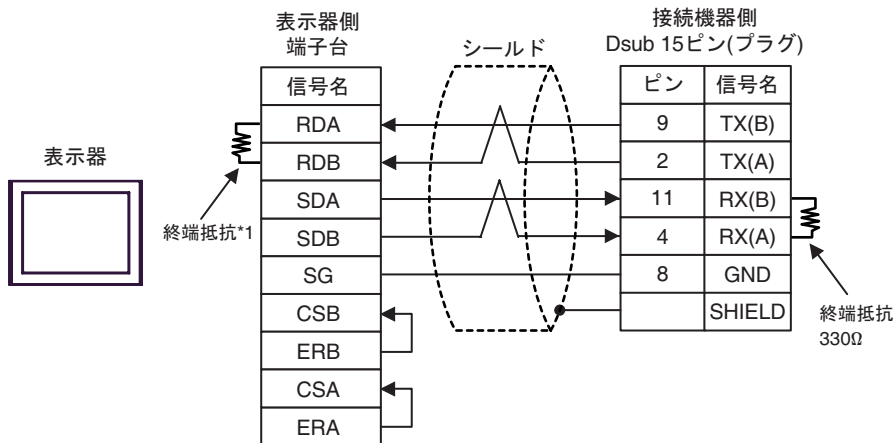 表示器側
端子台
シールド
接続機器側
Dsub 15ピン(プラグ)
信号名
ピン 信号名
RDA 9 TX(B)
RDB 2 TX(A)
SDA 11 RX(B)
SDB 4 RX(A)
SG 8 GND
CSB SHIELD
ERB
CSA
ERA
表示器
終端抵抗*1
終端抵抗
330Ω